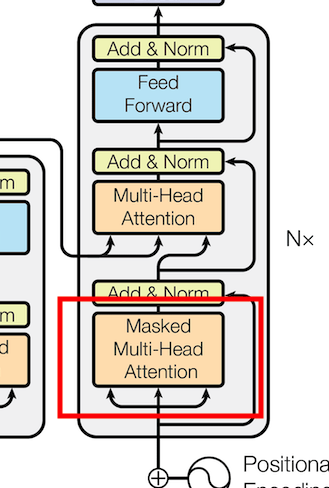 Add & Norm
Feed
Forward
Add & Norm
Multi-Head
Attention
N×
Add & Norm
Masked
Multi-Head
Attention
m
m
d
Positiona